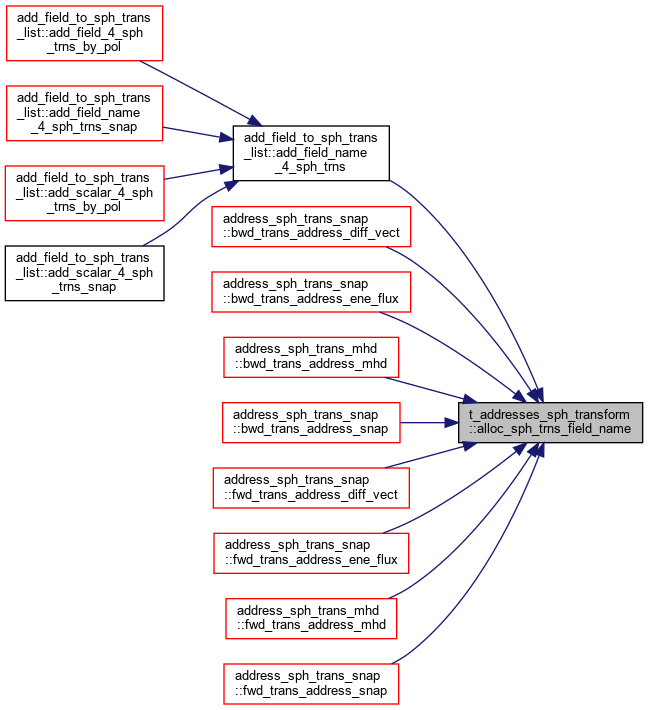 add_field_to_sph_trans
_list::add_field_4_sph
_trns_by_pol
add_field_to_sph_trans
_list::add_field_name
_4_sph_trns_snap
add_field_to_sph_trans
_list::add_scalar_4_sph
_trns_by_pol
add_field_to_sph_trans
_list::add_scalar_4_sph
_trns_snap
add_field_to_sph_trans
_list::add_field_name
_4_sph_trns
address_sph_trans_snap
::bwd_trans_address_diff_vect
address_sph_trans_snap
::bwd_trans_address_ene_flux
address_sph_trans_mhd
::bwd_trans_address_mhd
address_sph_trans_snap
::bwd_trans_address_snap
address_sph_trans_snap
::fwd_trans_address_diff_vect
address_sph_trans_snap
::fwd_trans_address_ene_flux
address_sph_trans_mhd
::fwd_trans_address_mhd
address_sph_trans_snap
::fwd_trans_address_snap
t_addresses_sph_transform
::alloc_sph_trns_field_name